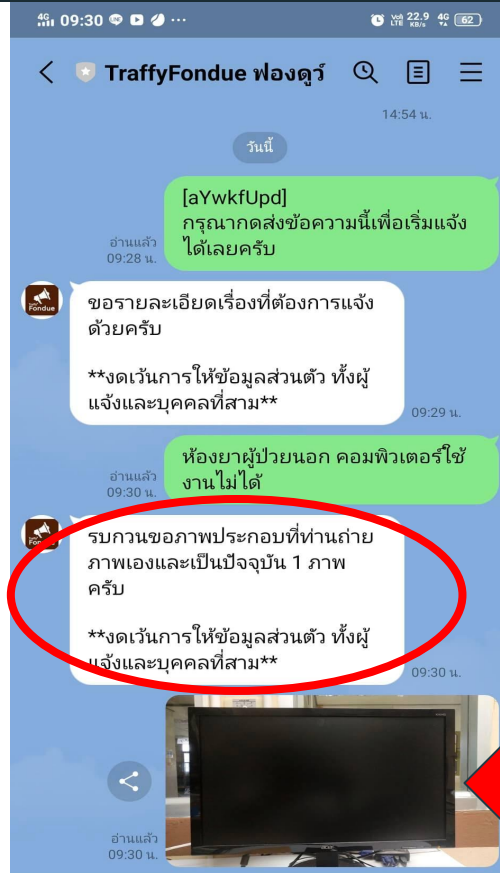 4G 09:30
Vo) LTE 22.9 KB/s 4G 62
TraffyFondue ฟองดูว์
14:54 น.
วันนี้
[aYwkfUpd]
กรุณากดส่งข้อความนี้เพื่อเริ่มแจ้ง
ได้เลยครับ
อ่านแล้ว
09:28 น.
Fondue
ขอรายละเอียดเรื่องที่ต้องการแจ้ง
ด้วยครับ
**งดเว้นการให้ข้อมูลส่วนตัว ทั้งผู้
แจ้งและบุคคลที่สาม**
09:29 น.
ห้องยาผู้ป่วยนอก คอมพิวเตอร์ใช้
งานไม่ได้
อ่านแล้ว
09:30 น.
Fondue
รบกวนขอภาพประกอบที่ท่านถ่าย
ภาพเองและเป็นปัจจุบัน 1 ภาพ
ครับ
**งดเว้นการให้ข้อมูลส่วนตัว ทั้งผู้
แจ้งและบุคคลที่สาม**
09:30 น.
acer
อ่านแล้ว
09:30 น.